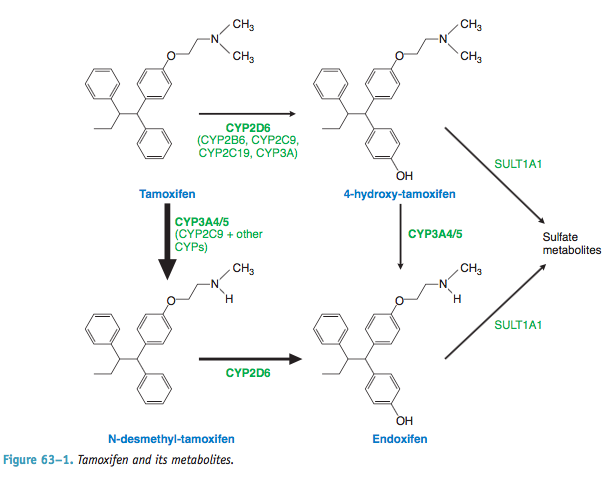 CH3
N
O
CH3
CH3
N
O
CH3
CYP2D6
(CYP2B6, CYP2C9,
CYP2C19, CYP3A)
OH
SULT1A1
Tamoxifen
4-hydroxy-tamoxifen
CYP3A4/5
(CYP2C9 + other
CYPs)
CYP3A4/5
Sulfate
metabolites
CH3
N
O
H
CH3
N
O
H
SULT1A1
CYP2D6
OH
N-desmethyl-tamoxifen
Endoxifen
Figure 63–1. Tamoxifen and its metabolites.